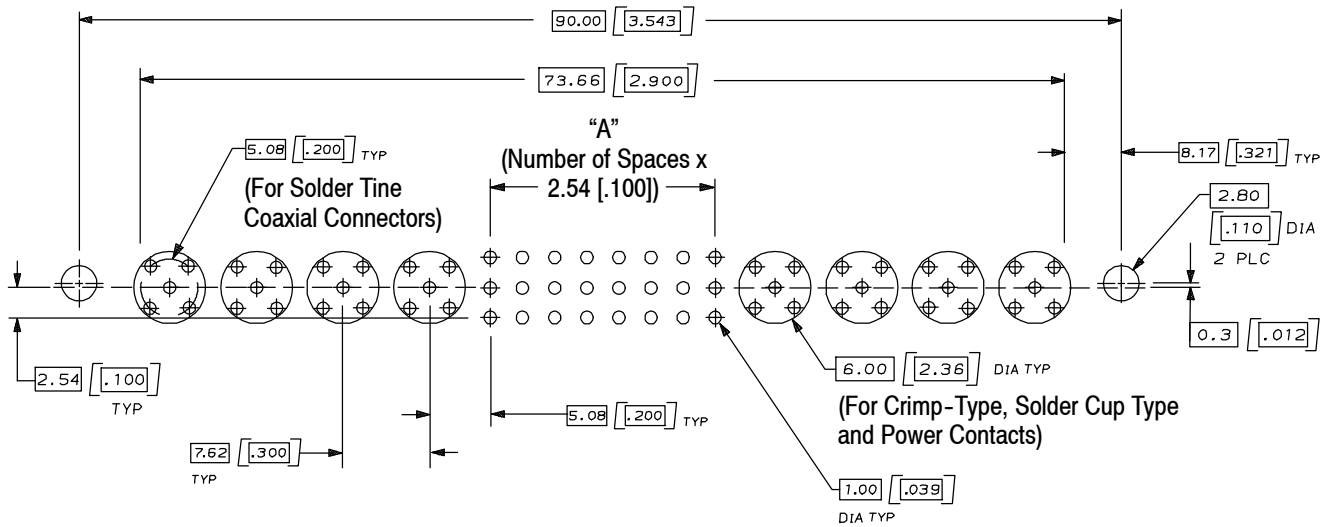 90.00 [3.543]
73.66 [2.900]
“A”
(Number of Spaces x
2.54 [.100])
5.08 [.200] TYP
(For Solder Tine
Coaxial Connectors)
8.17 [.321] TYP
2.80
[.110] DIA
2 PLC
0.3 [.012]
2.54 [.100]
TYP
6.00 [2.36] DIA TYP
(For Crimp-Type, Solder Cup Type
and Power Contacts)
5.08 [.200] TYP
7.62 [.300]
TYP
1.00 [.039]
DIA TYP